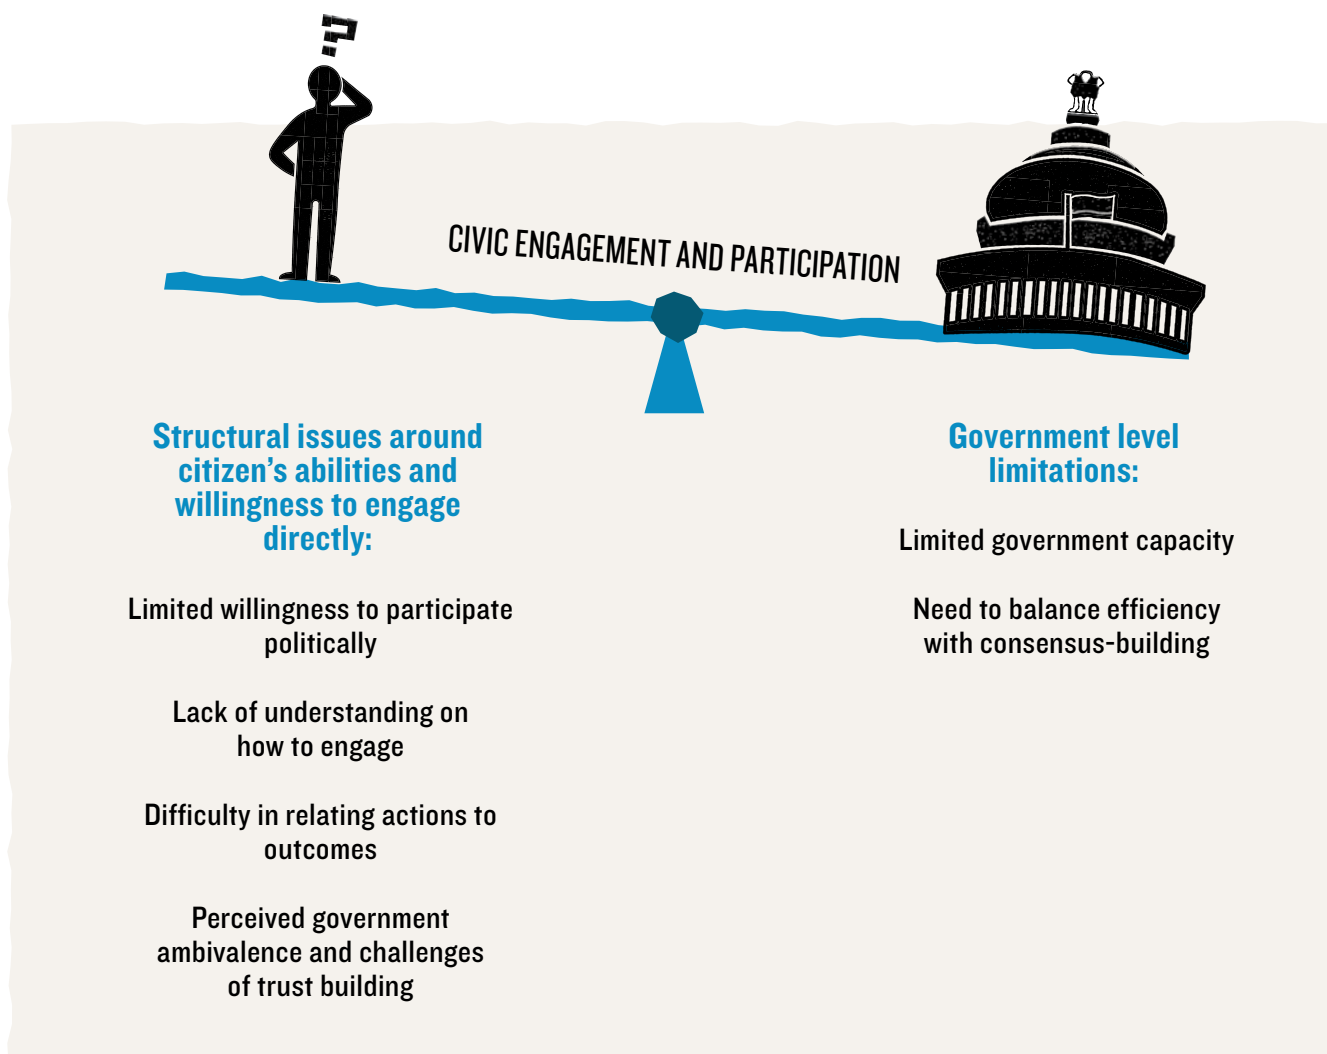 ?
CIVIC ENGAGEMENT AND PARTICIPATION
Structural issues around
citizen’s abilities and
willingness to engage
directly:
Limited willingness to participate
politically
Lack of understanding on
how to engage
Difficulty in relating actions to
outcomes
Perceived government
ambivalence and challenges
of trust building
Government level
limitations:
Limited government capacity
Need to balance efficiency
with consensus-building